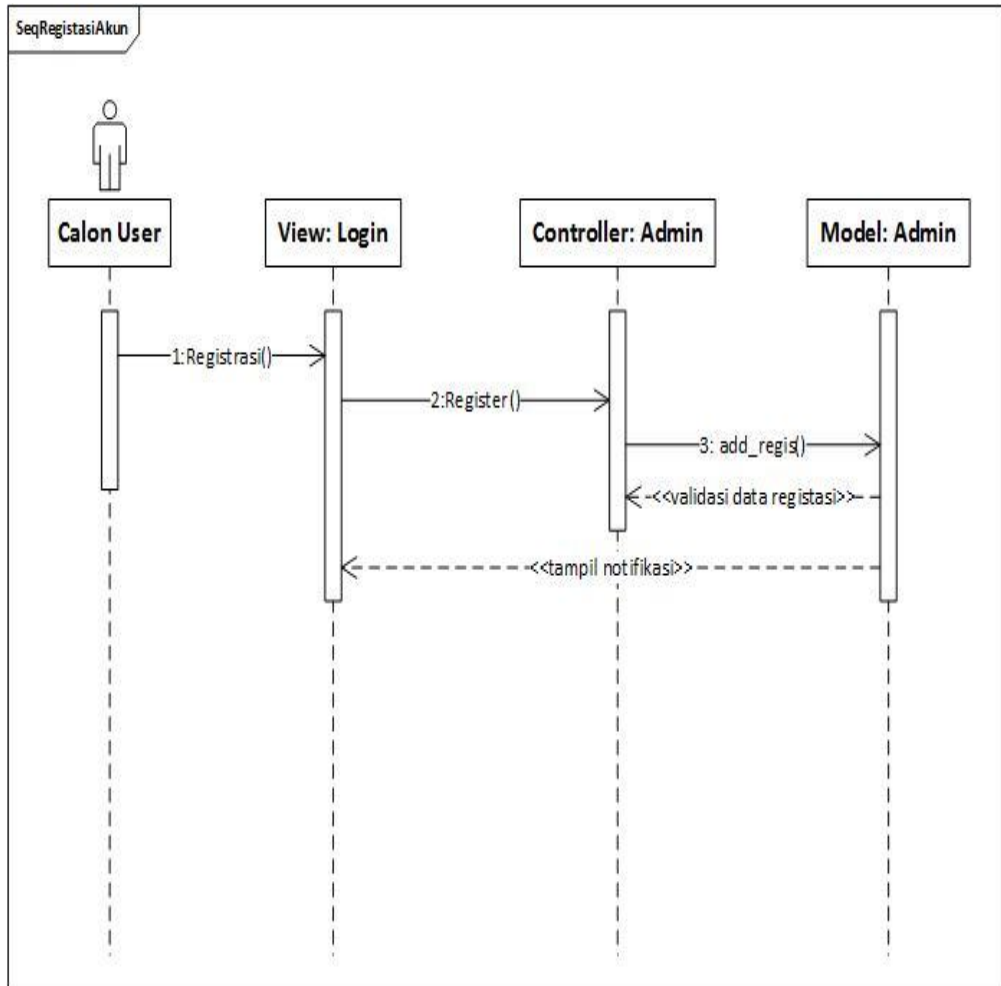 SeqRegistasiAkun
Calon User
View: Login
Controller: Admin
Model: Admin
1:Registrasi()
2:Register()
3: add_regis()
<<validasi data registasi>>
<<tampil notifikasi>>